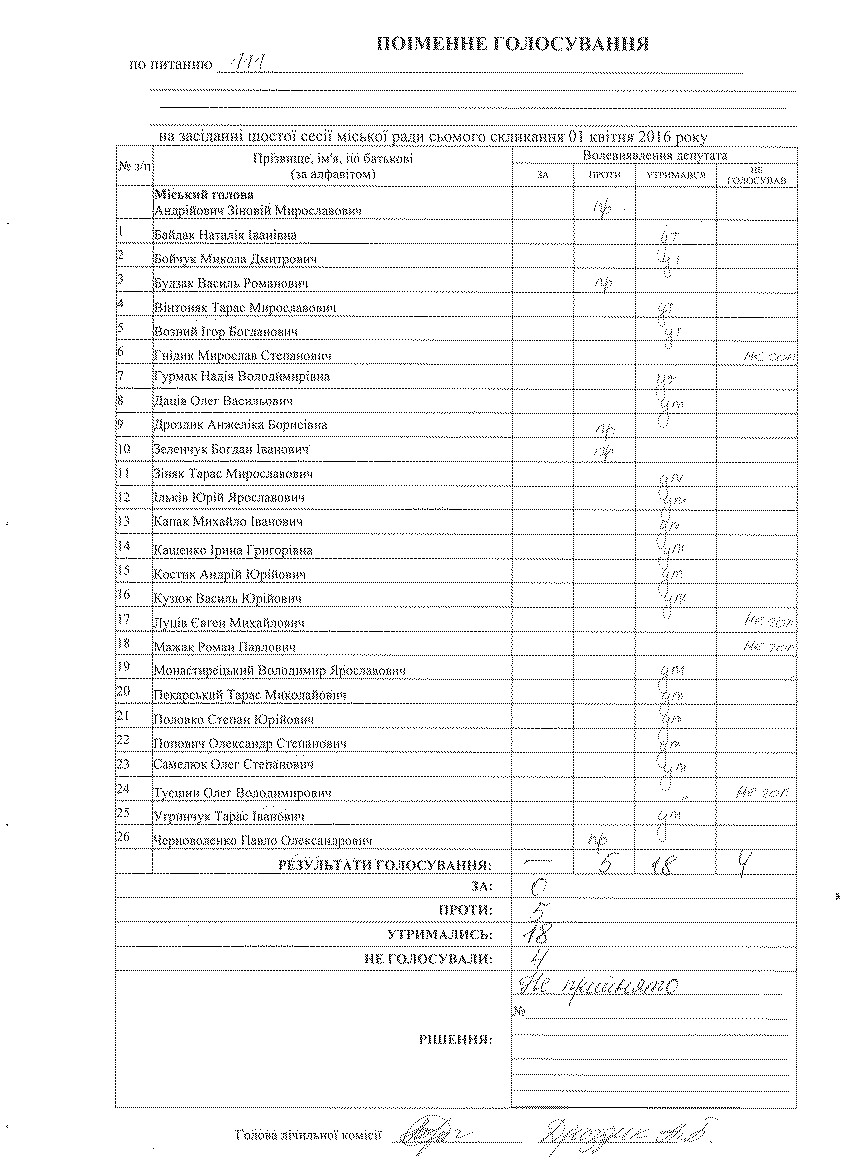 ПОІМЕННЕ ГОЛОСУВАННЯ
по питанню 111
на засіданні шостої сесії міської ради сьомого скликання 01 квітня 2016 року
№ з/п Прізвище, ім'я, по батькові (за алфавітом) Волевиявлення депутата
ЗА ПРОТИ УТРИМАВСЯ НЕ ГОЛОСУВАВ
Міський голова
Андрійович Зіновій Мирославович пр
1 Байдак Наталія Іванівна ут
2 Бойчук Микола Дмитрович ут
3 Будзак Василь Романович пр
4 Вінтоняк Тарас Мирославович ут
5 Возний Ігор Богданович ут
6 Гнідик Мирослав Степанович не гол
7 Гурмак Надія Володимирівна ут
8 Даців Олег Васильович ут
9 Дроздик Анжеліка Борисівна пр
10 Зеленчук Богдан Іванович пр
11 Зіняк Тарас Мирославович ут
12 Ільків Юрій Ярославович ут
13 Капак Михайло Іванович ут
14 Кащенко Ірина Григорівна ут
15 Костик Андрій Юрійович ут
16 Кузюк Василь Юрійович ут
17 Луців Євген Михайлович не гол
18 Мажак Роман Павлович не гол
19 Монастирецький Володимир Ярославович ут
20 Пекарський Тарас Миколайович ут
21 Половко Степан Юрійович ут
22 Попович Олександр Степанович ут
23 Самелюк Олег Степанович ут
24 Тусшин Олег Володимирович не гол
25 Угринчук Тарас Іванович ут
26 Черноволенко Павло Олександрович пр
РЕЗУЛЬТАТИ ГОЛОСУВАННЯ: — 5 18 4
ЗА: 0
ПРОТИ: 5
УТРИМАЛИСЬ: 18
НЕ ГОЛОСУВАЛИ: 4
Не прийнято
№
РІШЕННЯ:
Голова лічильної комісії Дроздик А.Б.